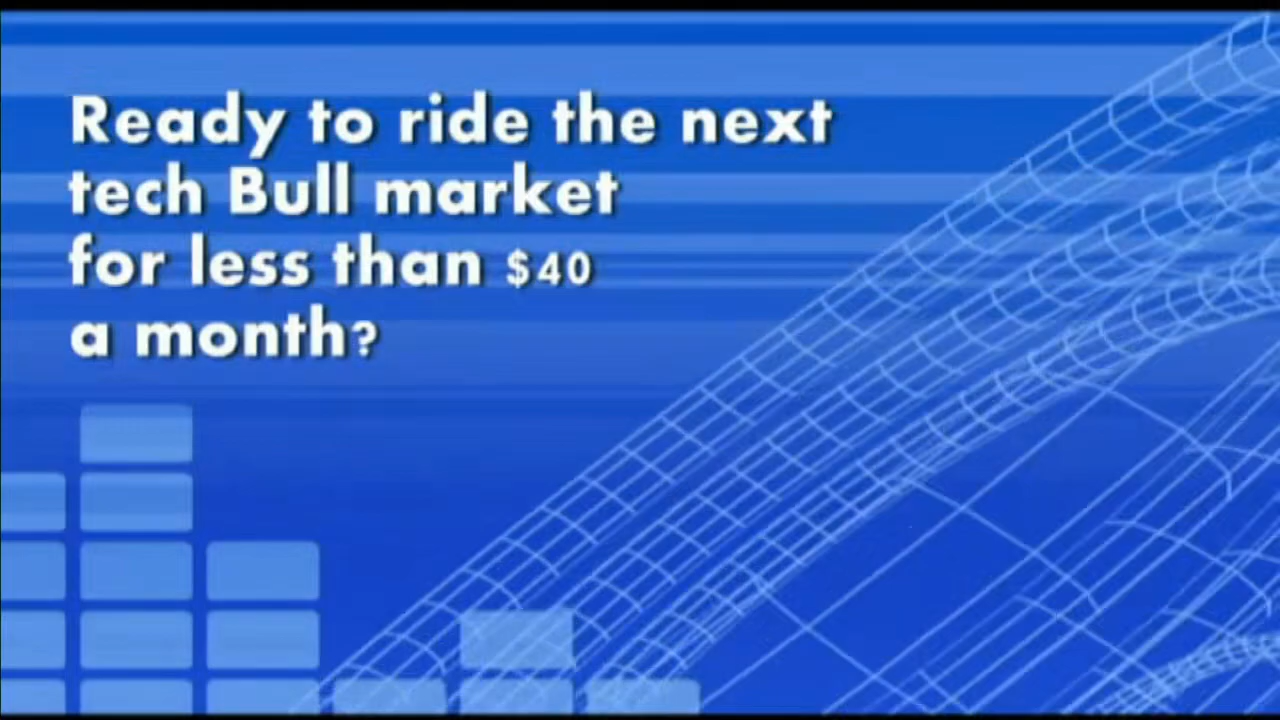 Ready to ride the next
tech Bull market
for less than $40
a month?